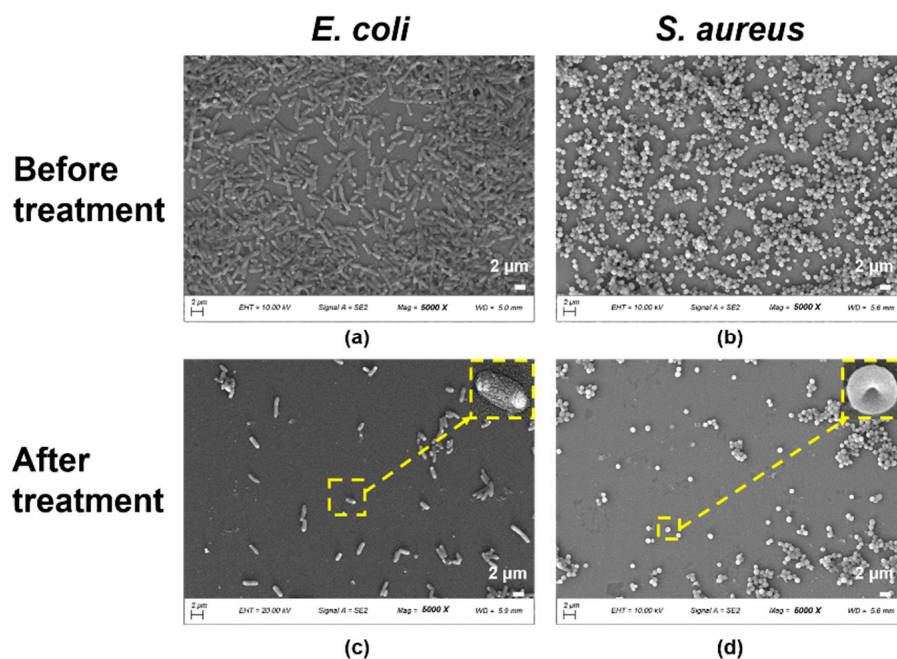 E. coli
S. aureus
Before
treatment
2 μm
2 μm
2 μm
EHT = 10.00 kV
Signal A = SE2
Mag = 5000 X
WD = 5.0 mm
2 μm
EHT = 10.00 kV
Signal A = SE2
Mag = 5000 X
WD = 5.6 mm
(a)
(b)
After
treatment
2 μm
2 μm
2 μm
EHT = 20.00 kV
Signal A = SE2
Mag = 5000 X
WD = 5.9 mm
2 μm
EHT = 10.00 kV
Signal A = SE2
Mag = 5000 X
WD = 5.6 mm
(c)
(d)